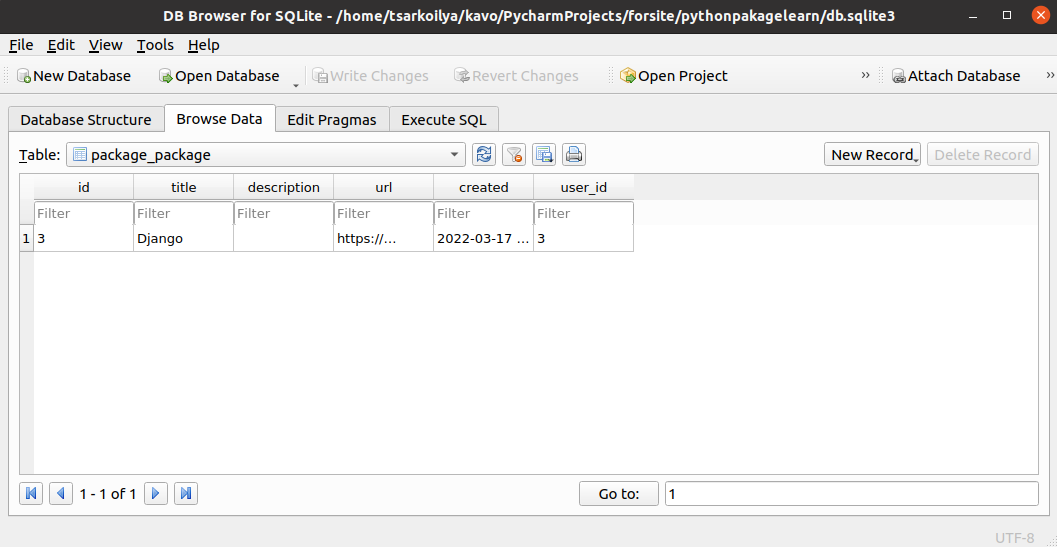 DB Browser for SQLite - /home/tsarkoilya/kavo/PycharmProjects/forsite/pythonpakagelearn/db.sqlite3
File Edit View Tools Help
New Database Open Database Write Changes Revert Changes Open Project » Attach Database »
Database Structure Browse Data Edit Pragmas Execute SQL
Table: package_package New Record Delete Record
id title description url created user_id
Filter Filter Filter Filter Filter Filter
1 3 Django https://... 2022-03-17 ... 3
1 - 1 of 1 Go to: 1
UTF-8